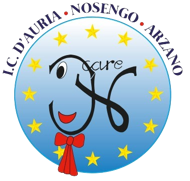 I.C. D'AURIA • NOSENGO • ARZANO
care
N